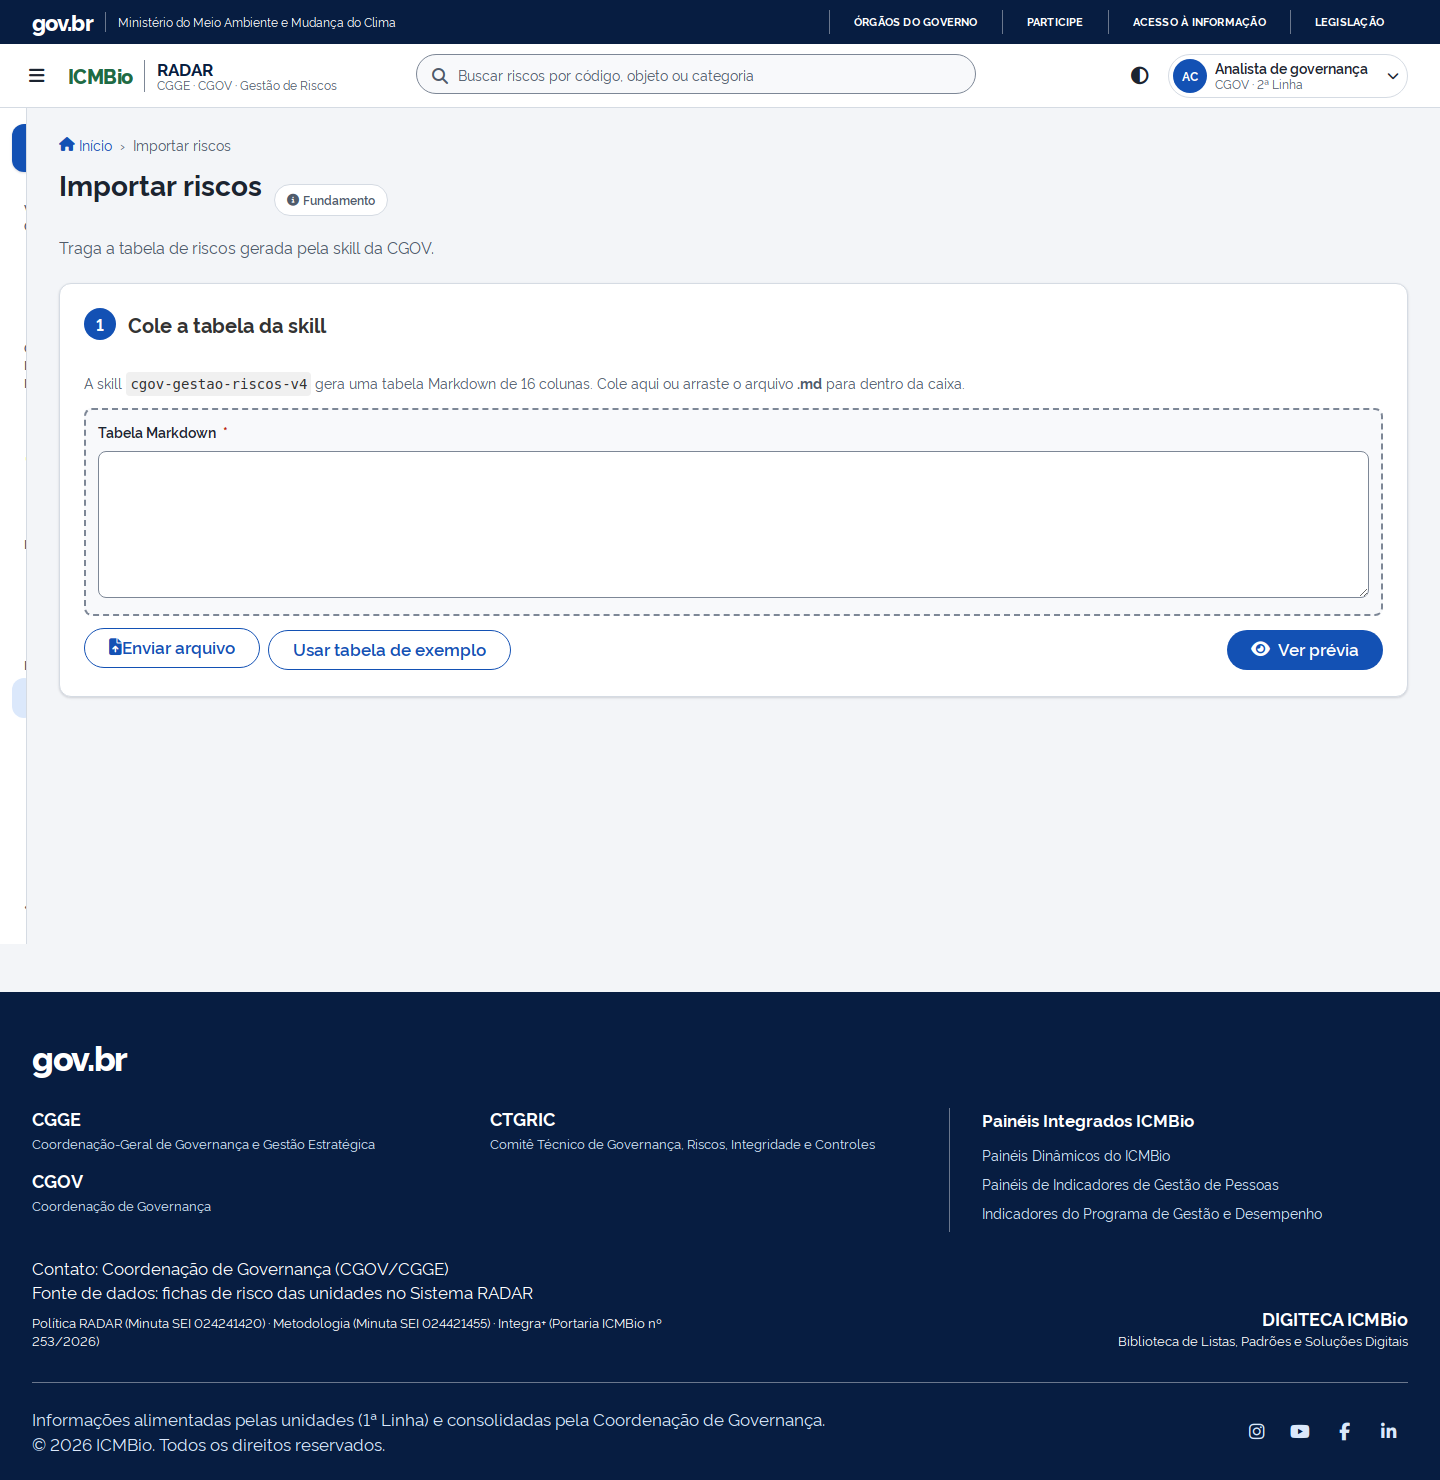 gov.br
Ministério do Meio Ambiente e Mudança do Clima
ÓRGÃOS DO GOVERNO
PARTICIPE
ACESSO À INFORMAÇÃO
LEGISLAÇÃO
ICMBio
RADAR
CGGE · CGOV · Gestão de Riscos
Buscar riscos por código, objeto ou categoria
AC
Analista de governança
CGOV · 2ª Linha
Início › Importar riscos
Importar riscos
Fundamento
Traga a tabela de riscos gerada pela skill da CGOV.
1 Cole a tabela da skill
A skill cgov-gestao-riscos-v4 gera uma tabela Markdown de 16 colunas. Cole aqui ou arraste o arquivo .md para dentro da caixa.
Tabela Markdown *
Enviar arquivo
Usar tabela de exemplo
Ver prévia
gov.br
CGGE
Coordenação-Geral de Governança e Gestão Estratégica
CGOV
Coordenação de Governança
CTGRIC
Comitê Técnico de Governança, Riscos, Integridade e Controles
Painéis Integrados ICMBio
Painéis Dinâmicos do ICMBio
Painéis de Indicadores de Gestão de Pessoas
Indicadores do Programa de Gestão e Desempenho
Contato: Coordenação de Governança (CGOV/CGGE)
Fonte de dados: fichas de risco das unidades no Sistema RADAR
Política RADAR (Minuta SEI 024241420) · Metodologia (Minuta SEI 024421455) · Integra+ (Portaria ICMBio nº
253/2026)
DIGITECA ICMBio
Biblioteca de Listas, Padrões e Soluções Digitais
Informações alimentadas pelas unidades (1ª Linha) e consolidadas pela Coordenação de Governança.
© 2026 ICMBio. Todos os direitos reservados.